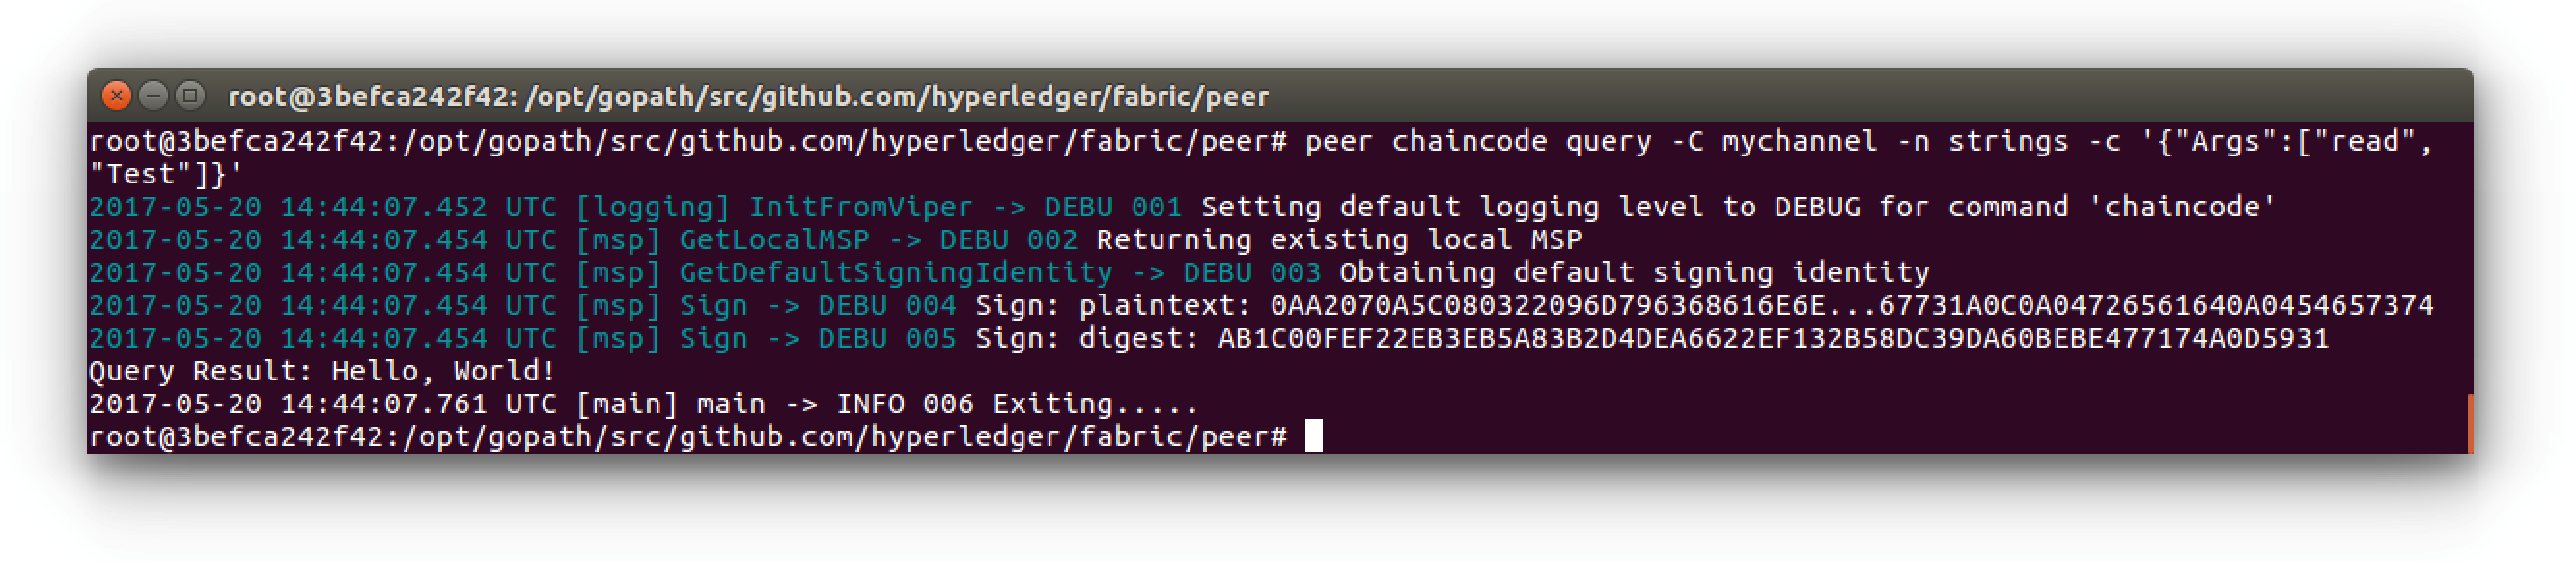 root@3befca242f42: /opt/gopath/src/github.com/hyperledger/fabric/peer
root@3befca242f42:/opt/gopath/src/github.com/hyperledger/fabric/peer# peer chaincode query -C mychannel -n strings -c '{"Args":["read",
"Test"]}'
2017-05-20 14:44:07.452 UTC [logging] InitFromViper -> DEBU 001 Setting default logging level to DEBUG for command 'chaincode'
2017-05-20 14:44:07.454 UTC [msp] GetLocalMSP -> DEBU 002 Returning existing local MSP
2017-05-20 14:44:07.454 UTC [msp] GetDefaultSigningIdentity -> DEBU 003 Obtaining default signing identity
2017-05-20 14:44:07.454 UTC [msp] Sign -> DEBU 004 Sign: plaintext: 0AA2070A5C080322096D796368616E6E...67731A0C0A04726561640A0454657374
2017-05-20 14:44:07.454 UTC [msp] Sign -> DEBU 005 Sign: digest: AB1C00FEF22EB3EB5A83B2D4DEA6622EF132B58DC39DA60BEBE477174A0D5931
Query Result: Hello, World!
2017-05-20 14:44:07.761 UTC [main] main -> INFO 006 Exiting.....
root@3befca242f42:/opt/gopath/src/github.com/hyperledger/fabric/peer#